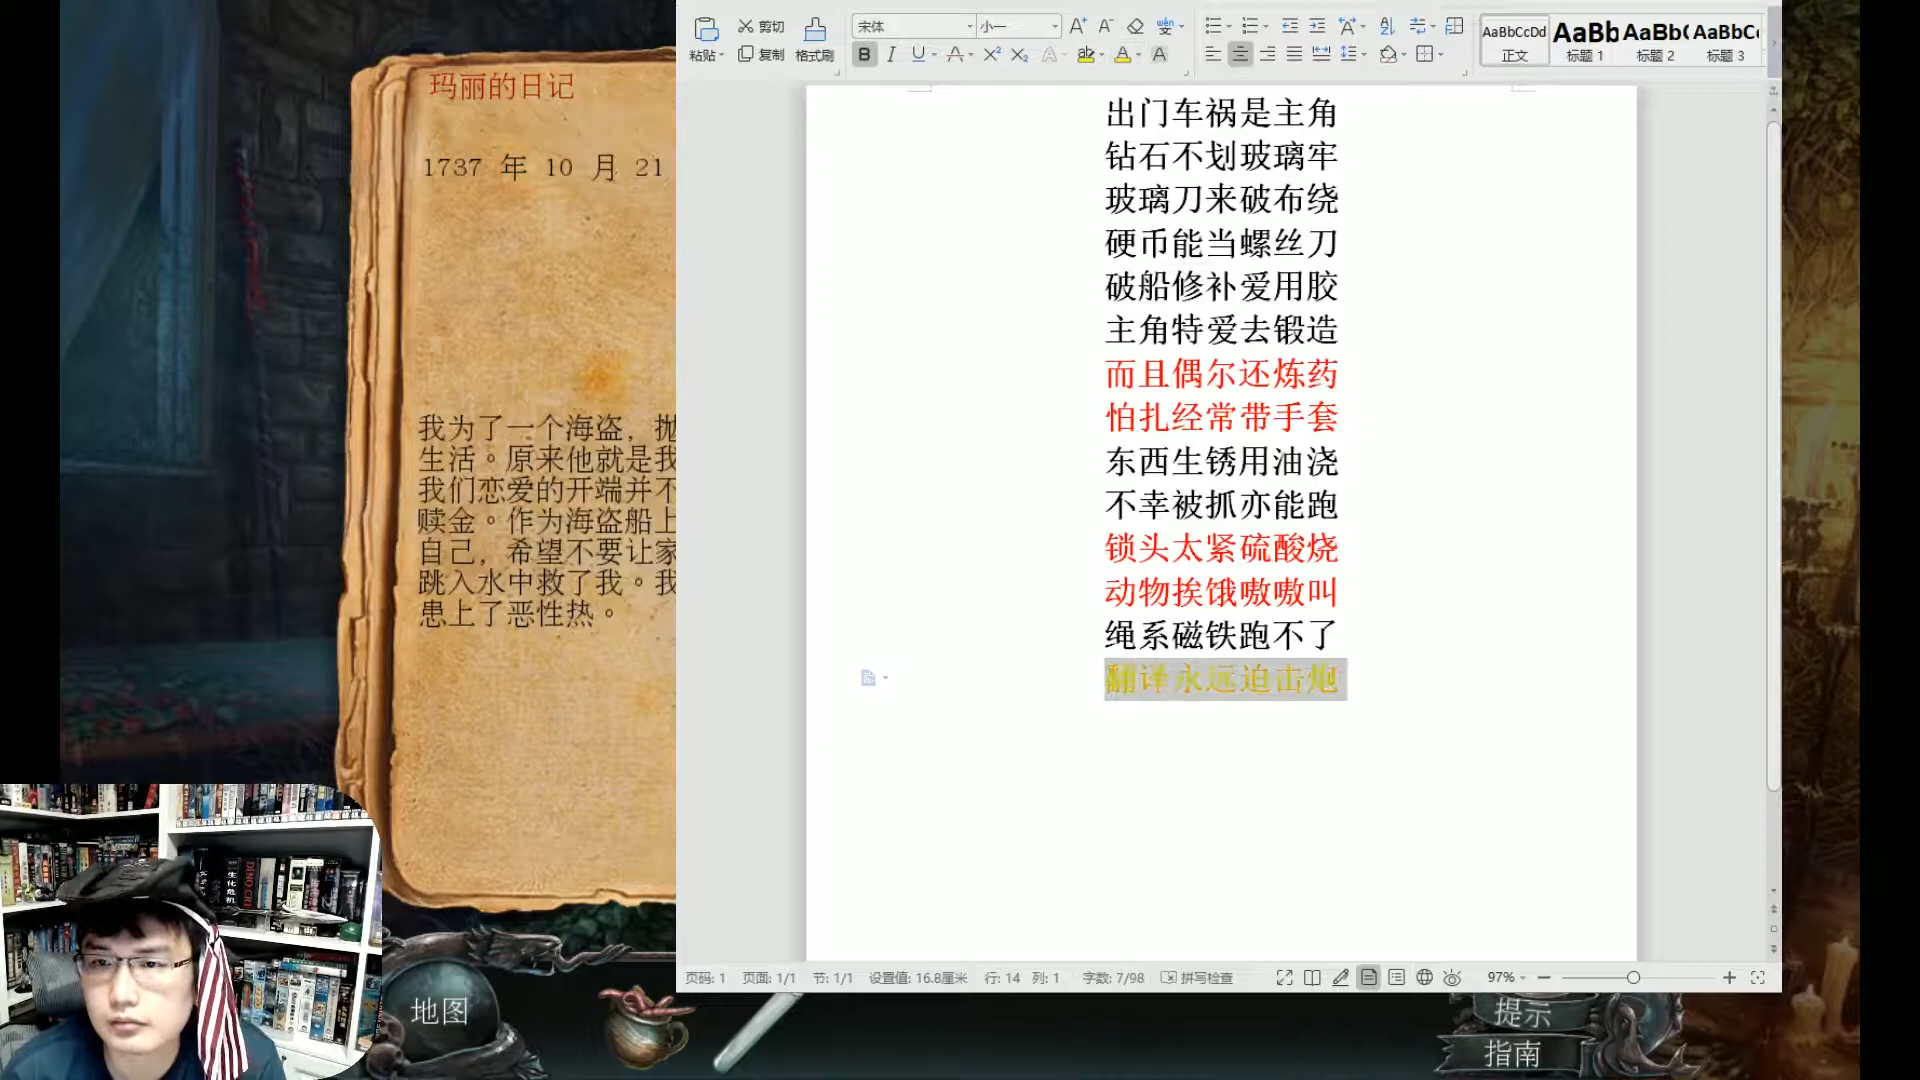 玛丽的日记
1737 年 10 月 21
我为了一个海盗，抛
生活。原来他就是我
我们恋爱的开端并不
赎金。作为海盗船上
自己，希望不要让家
跳入水中救了我。我
患上了恶性热。
剪切
粘贴
复制
格式刷
宋体
小一
AaBbCcDd
正文
AaBb
标题 1
AaBb(
标题 2
AaBbC
标题 3
出门车祸是主角
钻石不划玻璃牢
玻璃刀来破布绕
硬币能当螺丝刀
破船修补爱用胶
主角特爱去锻造
而且偶尔还炼药
怕扎经常带手套
东西生锈用油浇
不幸被抓亦能跑
锁头太紧硫酸烧
动物挨饿嗷嗷叫
绳系磁铁跑不了
翻译永远迫击炮
页码: 1 页面: 1/1 节: 1/1 设置值: 16.8厘米 行: 14 列: 1 字数: 7/98 拼写检查 97%
生化危机
DINO CRI
地图
提示
指南